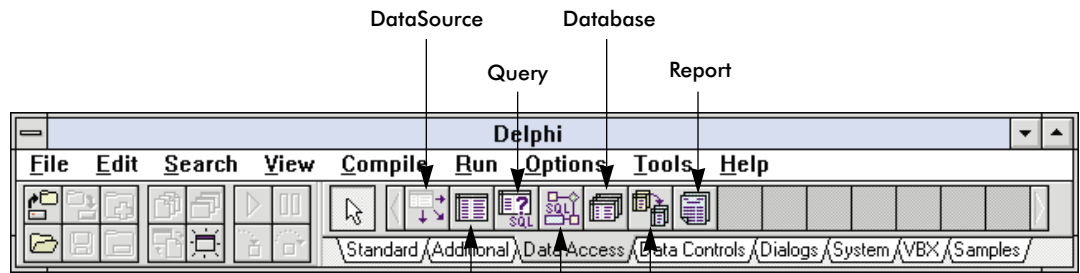 DataSource Database
Query Report
Delphi
File Edit Search View Compile Run Options Tools Help
?
SQL SQL
Standard Additional Data Access Data Controls Dialogs System VBX Samples